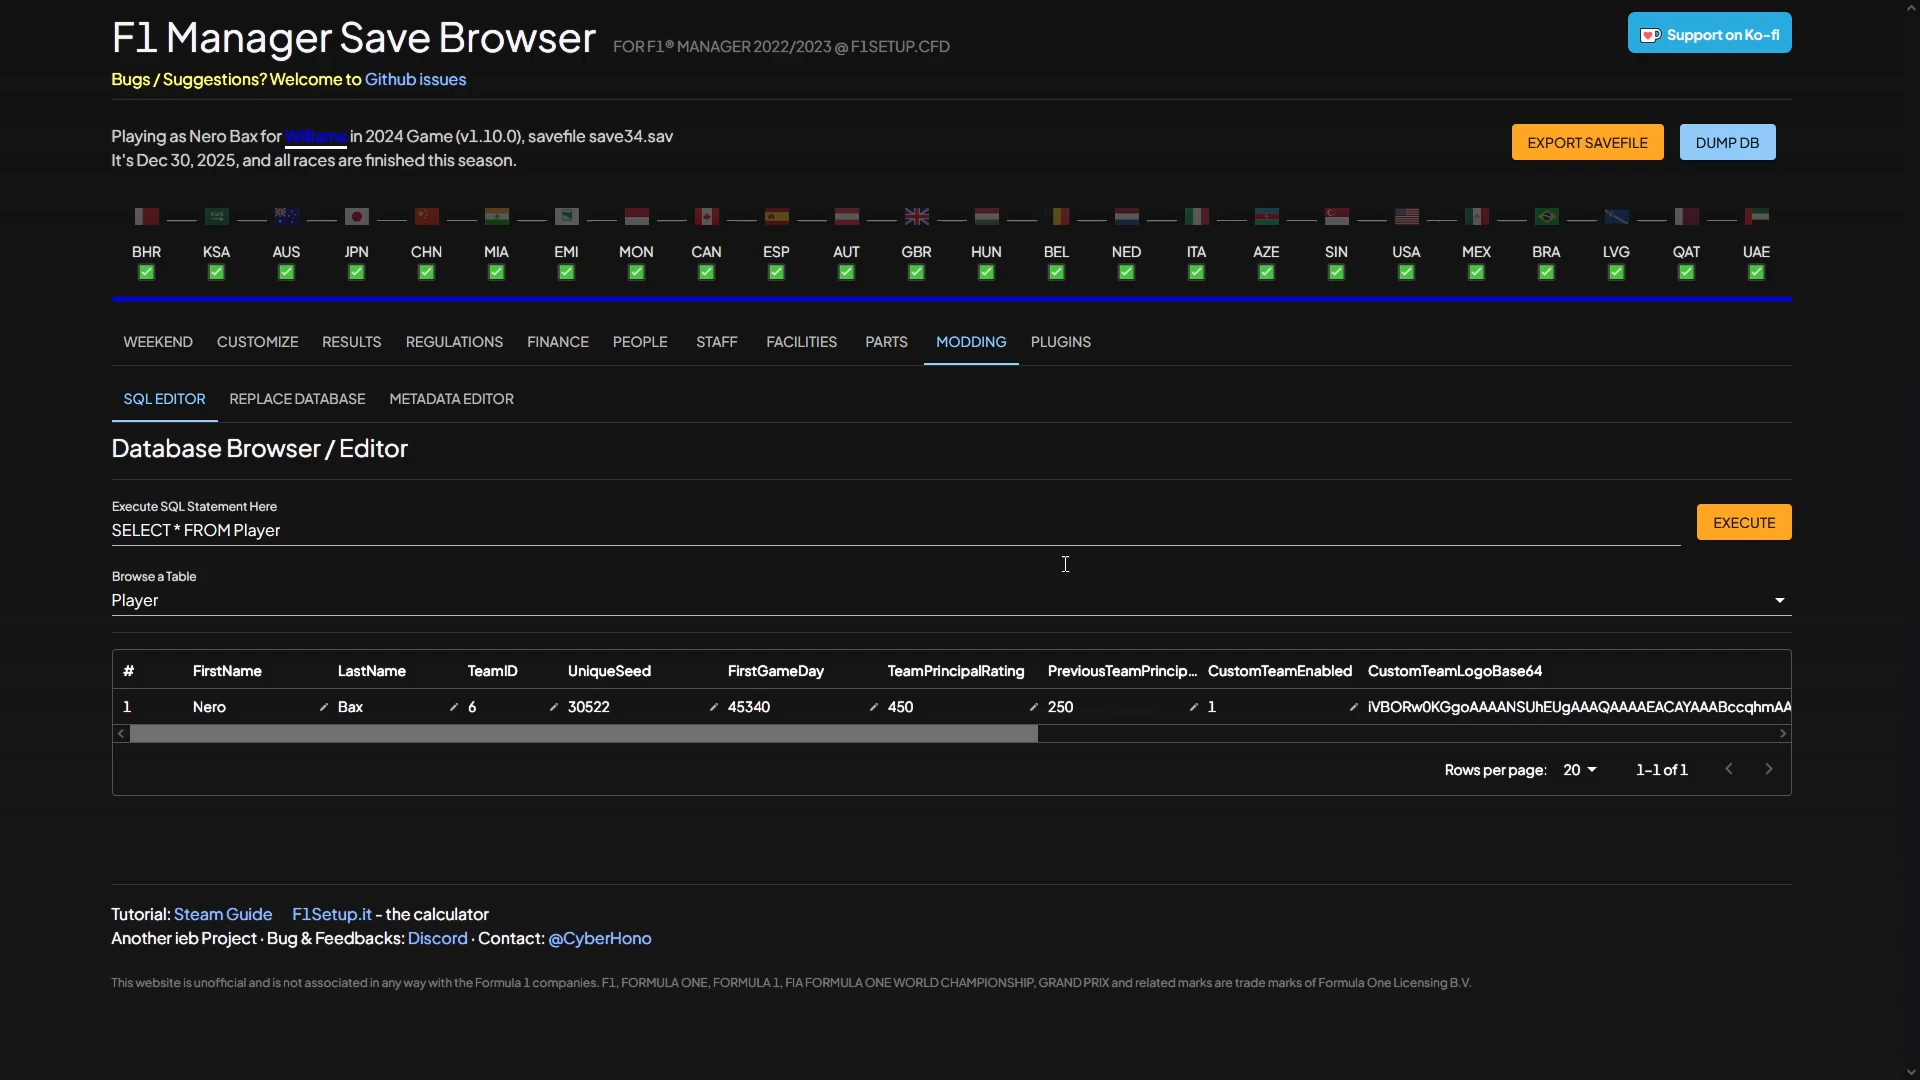 F1 Manager Save Browser FOR F1® MANAGER 2022/2023 @ F1SETUP.CFD
Support on Ko-fi
Bugs / Suggestions? Welcome to Github issues
Playing as Nero Bax for Williams in 2024 Game (v1.10.0), savefile save34.sav
It's Dec 30, 2025, and all races are finished this season.
EXPORT SAVEFILE DUMP DB
BHR KSA AUS JPN CHN MIA EMI MON CAN ESP AUT GBR HUN BEL NED ITA AZE SIN USA MEX BRA LVG QAT UAE
WEEKEND CUSTOMIZE RESULTS REGULATIONS FINANCE PEOPLE STAFF FACILITIES PARTS MODDING PLUGINS
SQL EDITOR REPLACE DATABASE METADATA EDITOR
Database Browser / Editor
Execute SQL Statement Here
SELECT * FROM Player
EXECUTE
Browse a Table
Player
# FirstName LastName TeamID UniqueSeed FirstGameDay TeamPrincipalRating PreviousTeamPrincip... CustomTeamEnabled CustomTeamLogoBase64
1 Nero Bax 6 30522 45340 450 250 1 iVBORw0KGgoAAAANSUhEUgAAAQAAAAEACAYAAABccqhmAA
Rows per page: 20 1-1 of 1
Tutorial: Steam Guide F1Setup.it - the calculator
Another ieb Project · Bug & Feedbacks: Discord · Contact: @CyberHono
This website is unofficial and is not associated in any way with the Formula 1 companies. F1, FORMULA ONE, FORMULA 1, FIA FORMULA ONE WORLD CHAMPIONSHIP, GRAND PRIX and related marks are trade marks of Formula One Licensing B.V.